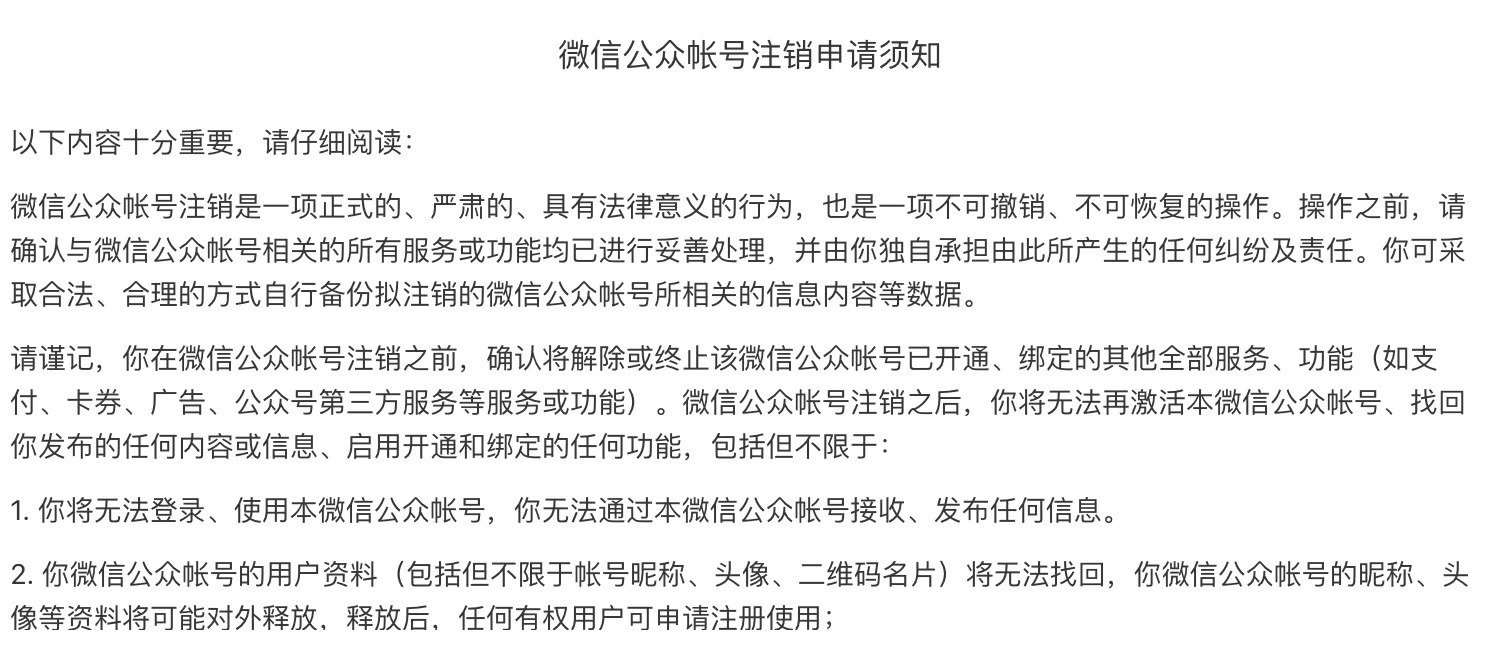 微信公众帐号注销申请须知
以下内容十分重要，请仔细阅读：
微信公众帐号注销是一项正式的、严肃的、具有法律意义的行为，也是一项不可撤销、不可恢复的操作。操作之前，请
确认与微信公众帐号相关的所有服务或功能均已进行妥善处理，并由你独自承担由此所产生的任何纠纷及责任。你可采
取合法、合理的方式自行备份拟注销的微信公众帐号所相关的信息内容等数据。
请谨记，你在微信公众帐号注销之前，确认将解除或终止该微信公众帐号已开通、绑定的其他全部服务、功能（如支
付、卡券、广告、公众号第三方服务等服务或功能）。微信公众帐号注销之后，你将无法再激活本微信公众帐号、找回
你发布的任何内容或信息、启用开通和绑定的任何功能，包括但不限于：
1. 你将无法登录、使用本微信公众帐号，你无法通过本微信公众帐号接收、发布任何信息。
2. 你微信公众帐号的用户资料（包括但不限于帐号昵称、头像、二维码名片）将无法找回，你微信公众帐号的昵称、头
像等资料将可能对外释放，释放后，任何有权用户可申请注册使用；